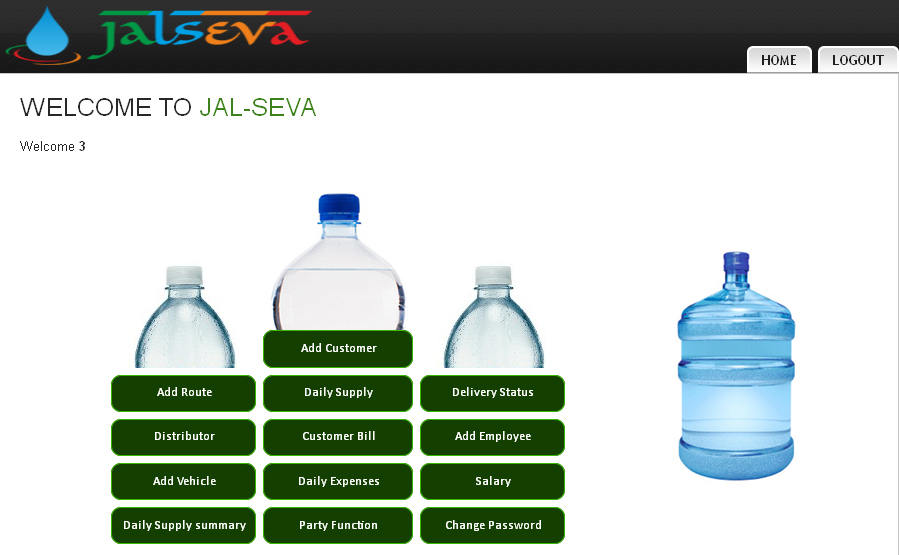 jalseva
HOME
LOGOUT
WELCOME TO JAL-SEVA
Welcome 3
Add Customer
Add Route
Daily Supply
Delivery Status
Distributor
Customer Bill
Add Employee
Add Vehicle
Daily Expenses
Salary
Daily Supply summary
Party Function
Change Password